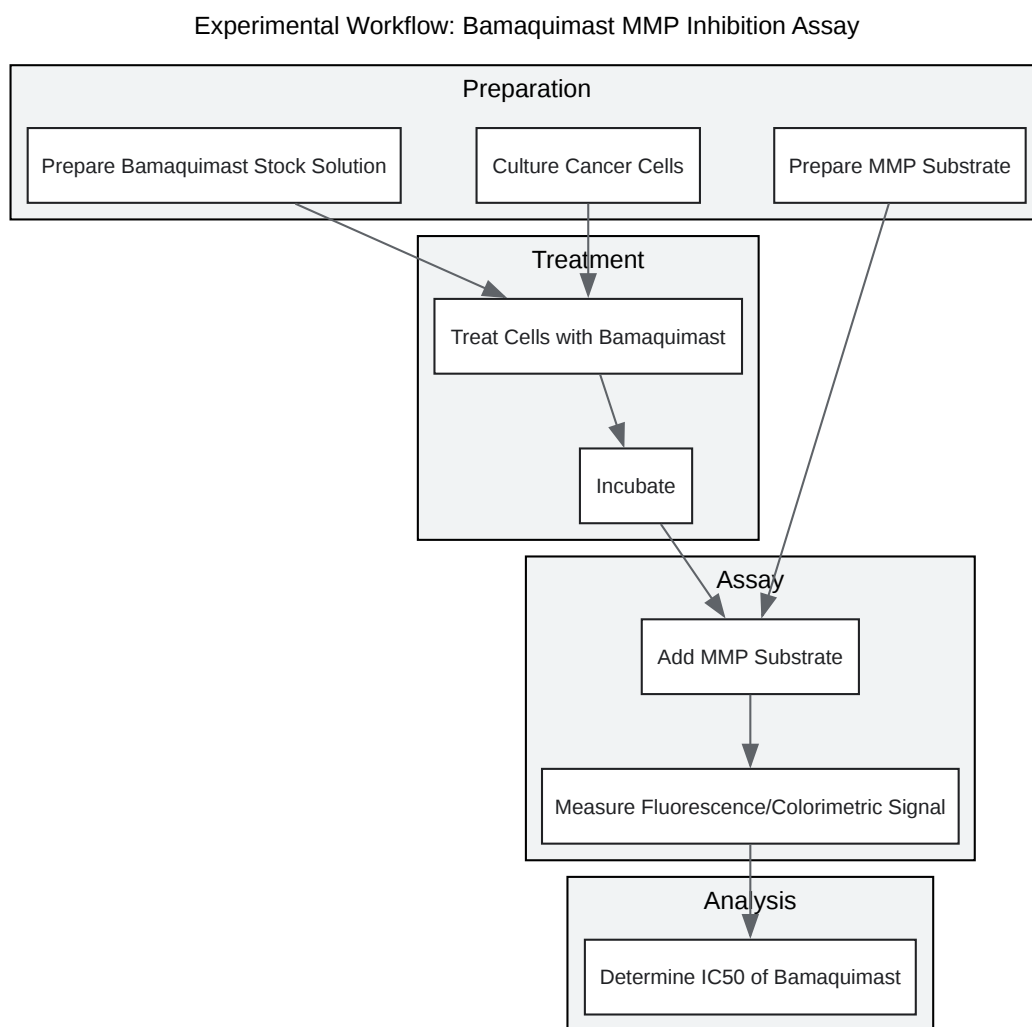 Experimental Workflow: Bamaquimast MMP Inhibition Assay
Preparation
Prepare Bamaquimast Stock Solution
Culture Cancer Cells
Prepare MMP Substrate
Treatment
Treat Cells with Bamaquimast
Incubate
Assay
Add MMP Substrate
Measure Fluorescence/Colorimetric Signal
Analysis
Determine IC50 of Bamaquimast